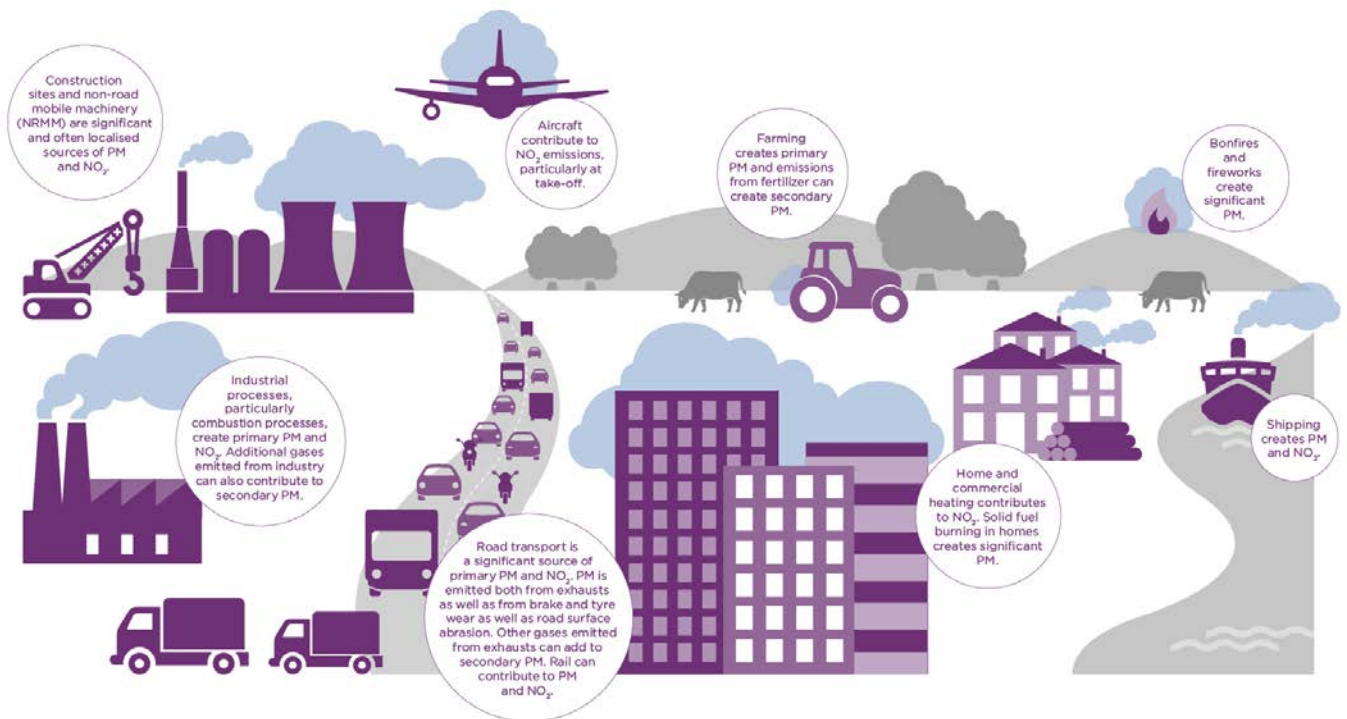 Construction
sites and non-road
mobile machinery
(NRMM) are significant
and often localised
sources of PM
and NO₂.
Aircraft
contribute to
NO₂ emissions,
particularly at
take-off.
Farming
creates primary
PM and emissions
from fertilizer can
create secondary
PM.
Bonfires
and
fireworks
create
significant
PM.
Industrial
processes,
particularly
combustion processes,
create primary PM and
NO₂. Additional gases
emitted from industry
can also contribute to
secondary PM.
Road transport is
a significant source of
primary PM and NO₂. PM is
emitted both from exhausts
as well as from brake and tyre
wear as well as road surface
abrasion. Other gases emitted
from exhausts can add to
secondary PM. Rail can
contribute to PM
and NO₂.
Home and
commercial
heating contributes
to NO₂. Solid fuel
burning in homes
creates significant
PM.
Shipping
creates PM
and NO₂.